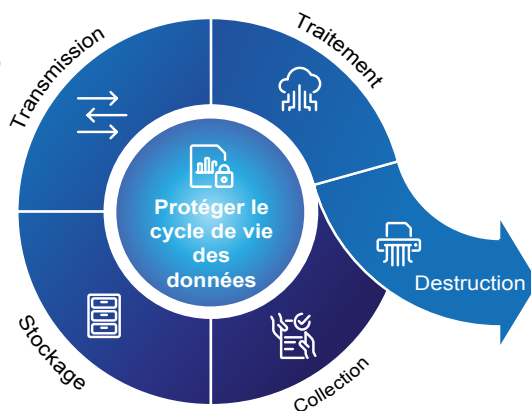 Transmission
Traitement
Protéger le
cycle de vie
des
données
Destruction
Stockage
Collection